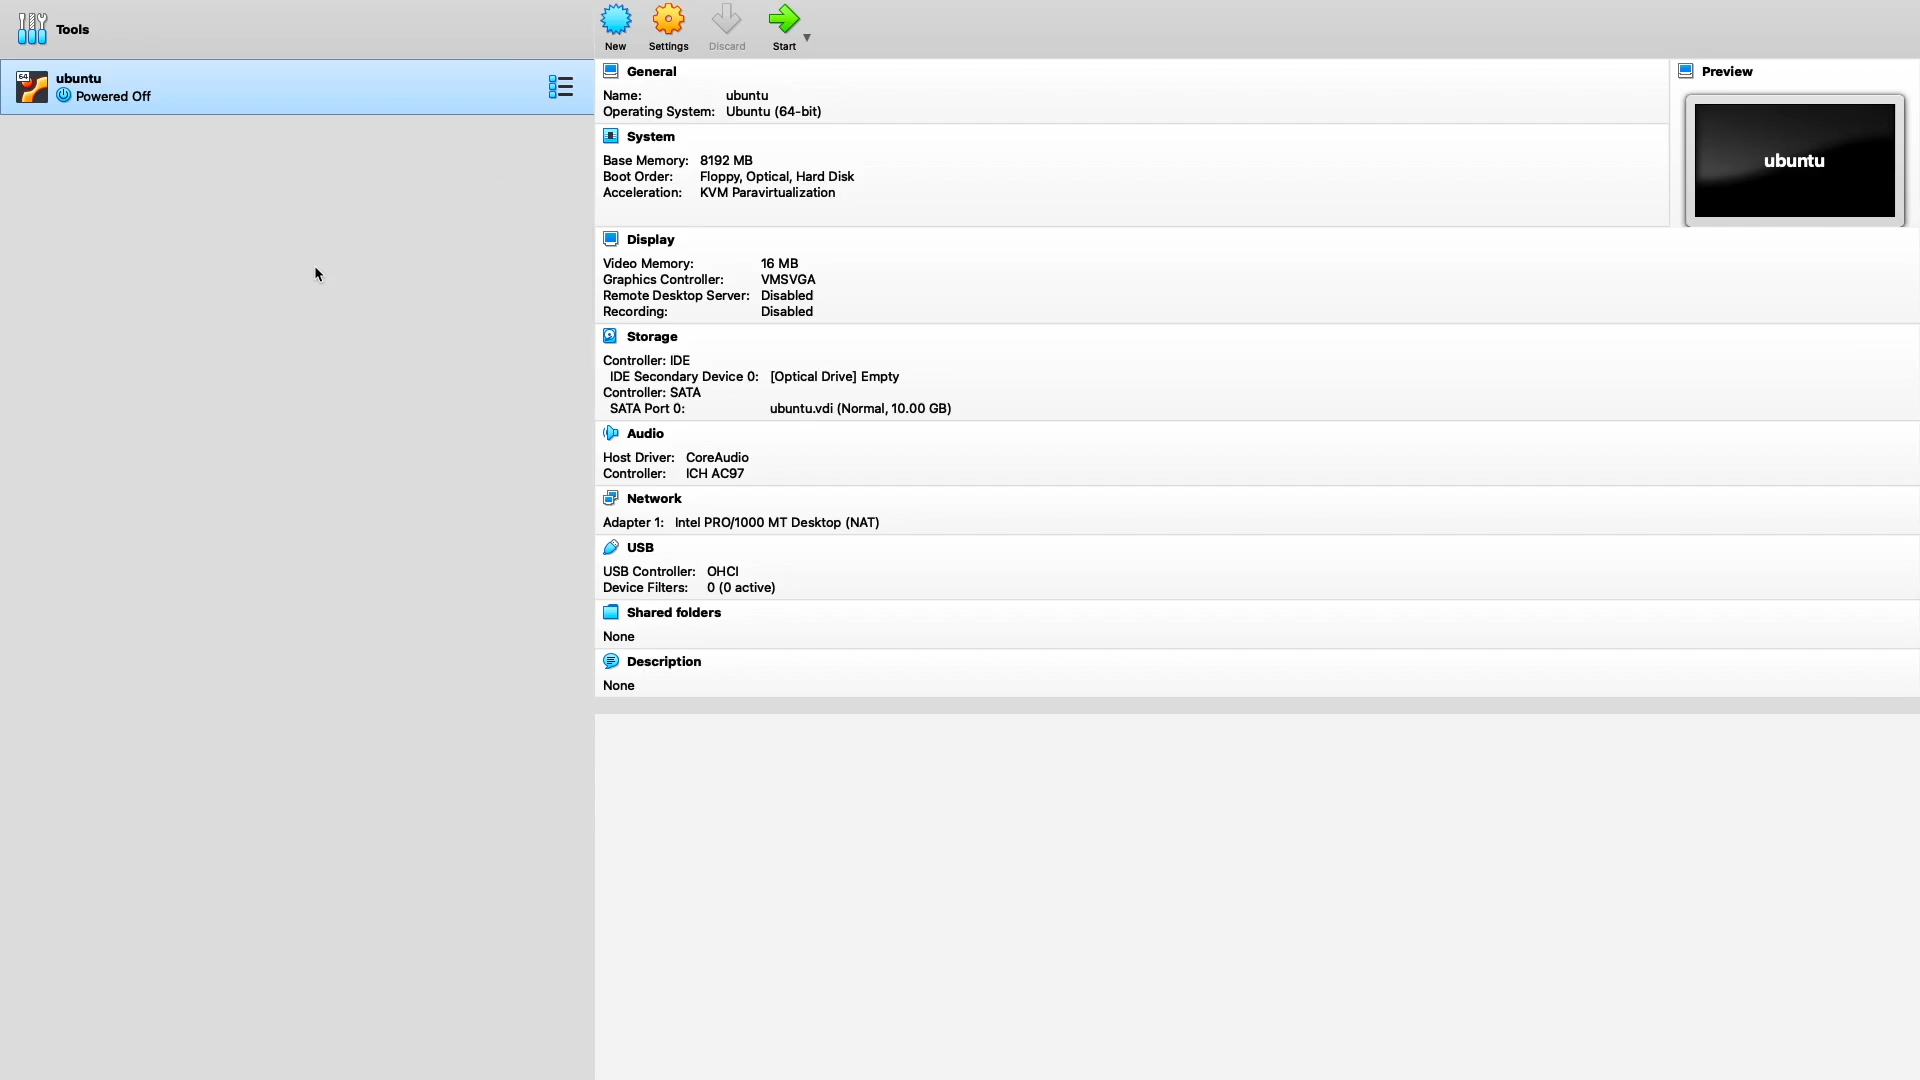 Tools
64
ubuntu
Powered Off
New
Settings
Discard
Start
General
Name: ubuntu
Operating System: Ubuntu (64-bit)
System
Base Memory: 8192 MB
Boot Order: Floppy, Optical, Hard Disk
Acceleration: KVM Paravirtualization
Display
Video Memory: 16 MB
Graphics Controller: VMSVGA
Remote Desktop Server: Disabled
Recording: Disabled
Storage
Controller: IDE
IDE Secondary Device 0: [Optical Drive] Empty
Controller: SATA
SATA Port 0: ubuntu.vdi (Normal, 10.00 GB)
Audio
Host Driver: CoreAudio
Controller: ICH AC97
Network
Adapter 1: Intel PRO/1000 MT Desktop (NAT)
USB
USB Controller: OHCI
Device Filters: 0 (0 active)
Shared folders
None
Description
None
Preview
ubuntu